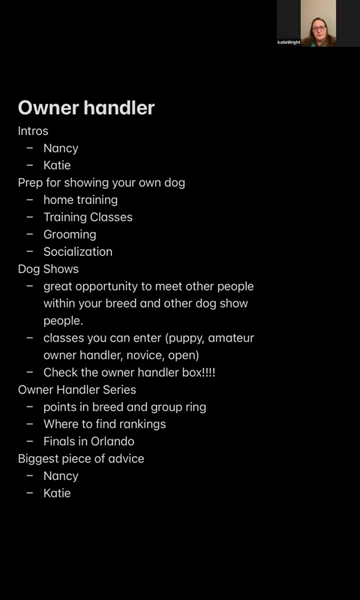 katieWright
Owner handler
Intros
– Nancy
– Katie
Prep for showing your own dog
– home training
– Training Classes
– Grooming
– Socialization
Dog Shows
– great opportunity to meet other people
within your breed and other dog show
people.
– classes you can enter (puppy, amateur
owner handler, novice, open)
– Check the owner handler box!!!!
Owner Handler Series
– points in breed and group ring
– Where to find rankings
– Finals in Orlando
Biggest piece of advice
– Nancy
– Katie